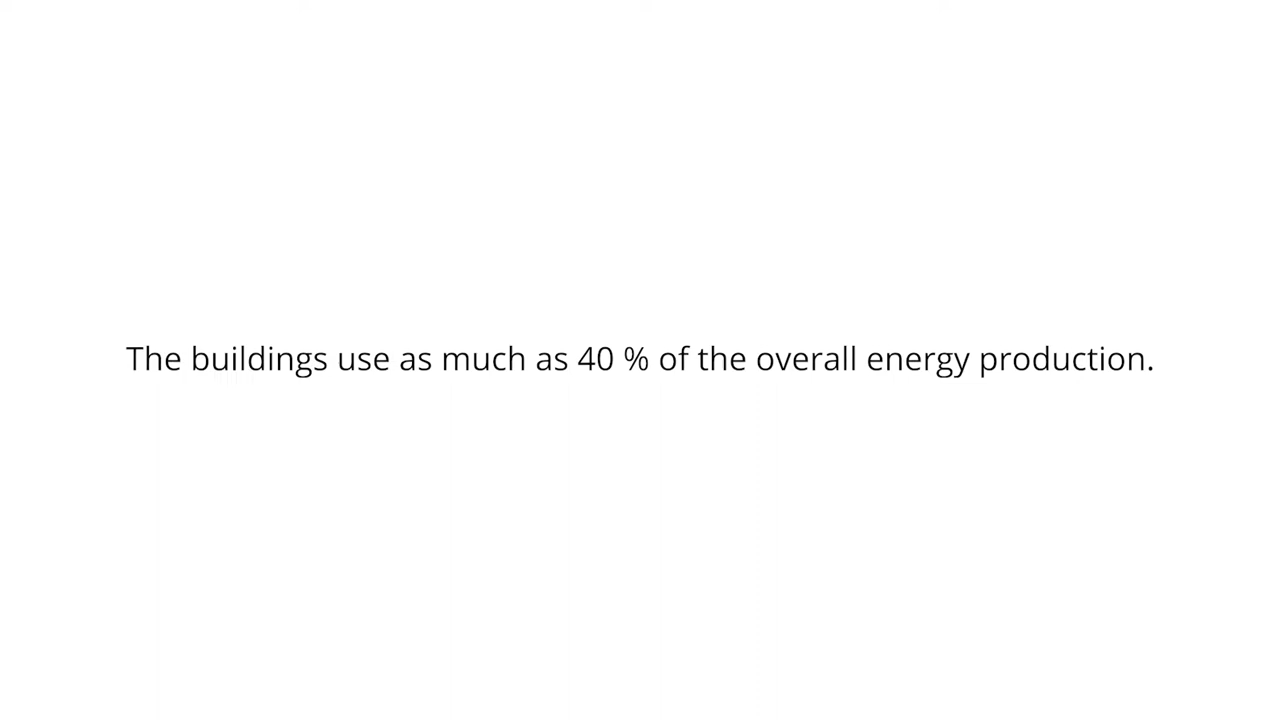 The buildings use as much as 40 % of the overall energy production.